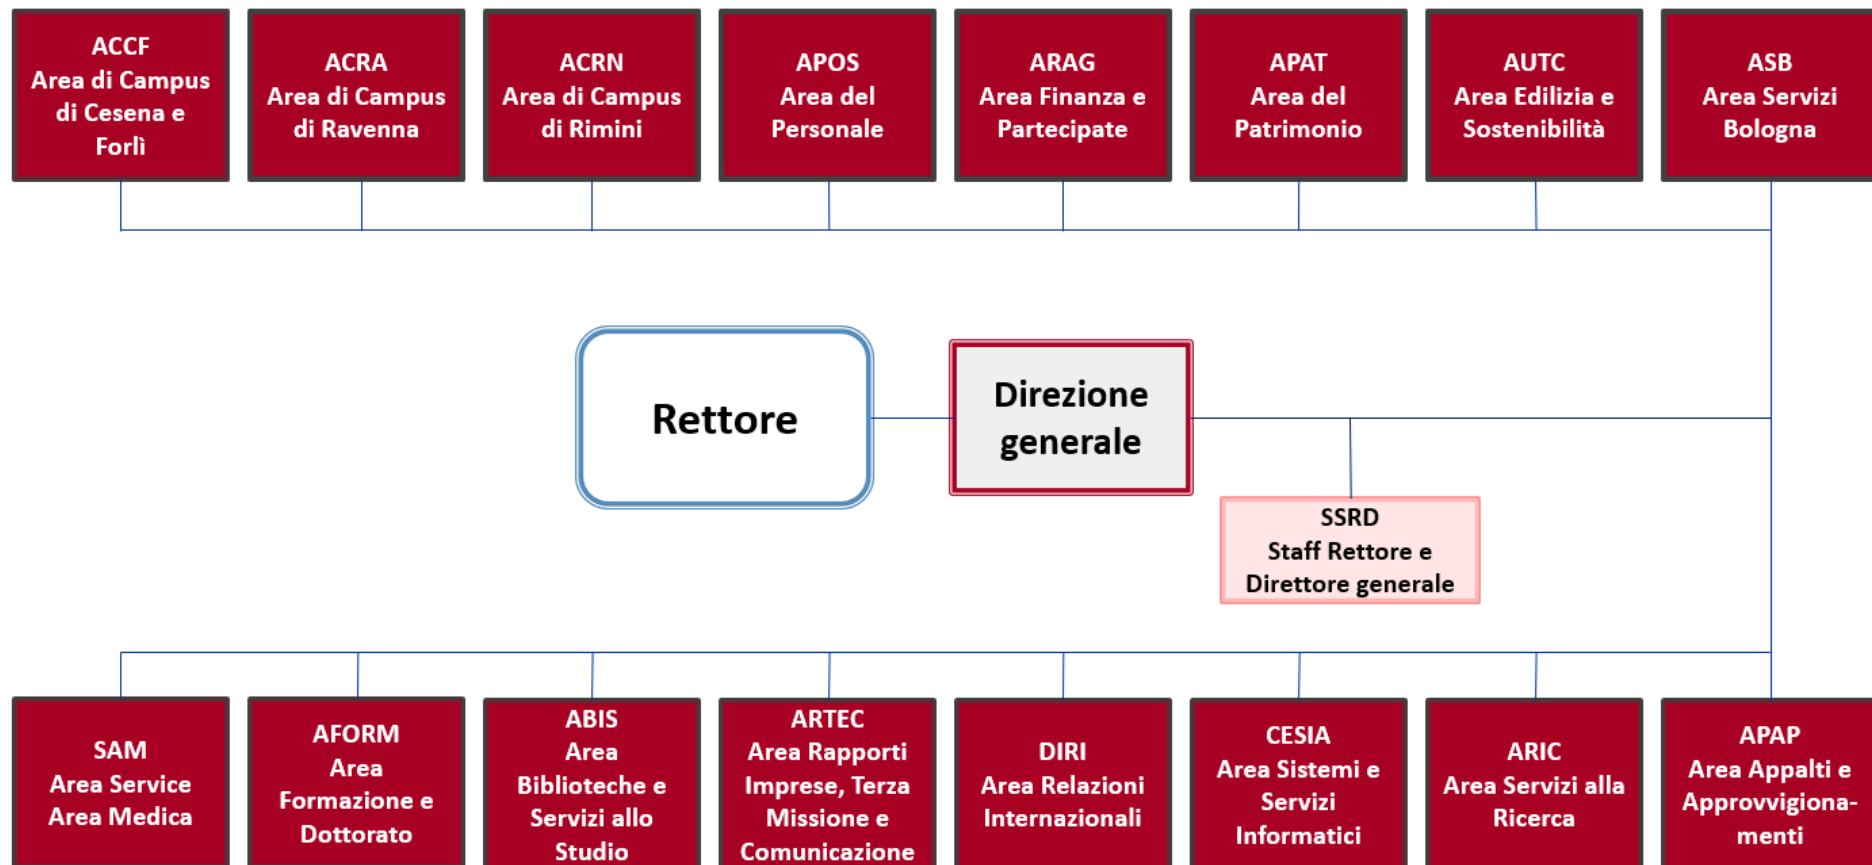 ACCF
Area di Campus
di Cesena e
Forlì
ACRA
Area di Campus
di Ravenna
ACRN
Area di Campus
di Rimini
APOS
Area del
Personale
ARAG
Area Finanza e
Partecipate
APAT
Area del
Patrimonio
AUTC
Area Edilizia e
Sostenibilità
ASB
Area Servizi
Bologna
Rettore
Direzione
generale
SSRD
Staff Rettore e
Direttore generale
SAM
Area Service
Area Medica
AFORM
Area
Formazione e
Dottorato
ABIS
Area
Biblioteche e
Servizi allo
Studio
ARTEC
Area Rapporti
Imprese, Terza
Missione e
Comunicazione
DIRI
Area Relazioni
Internazionali
CESIA
Area Sistemi e
Servizi
Informatici
ARIC
Area Servizi alla
Ricerca
APAP
Area Appalti e
Approvvigiona-
menti